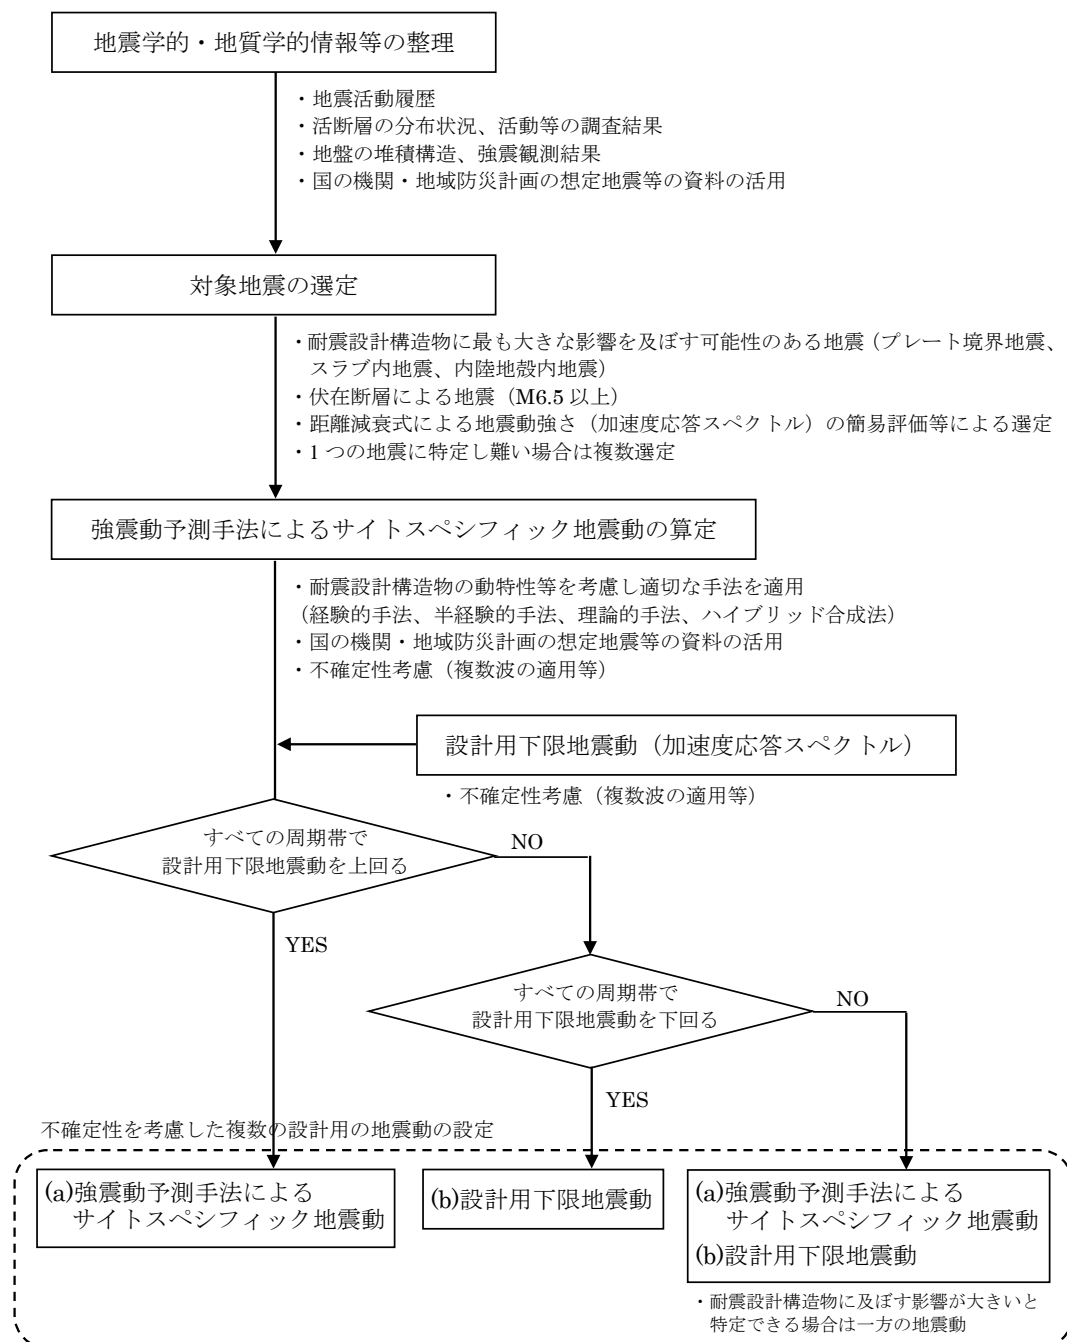 地震学的・地質学的情報等の整理
・地震活動履歴
・活断層の分布状況、活動等の調査結果
・地盤の堆積構造、強震観測結果
・国の機関・地域防災計画の想定地震等の資料の活用
対象地震の選定
・耐震設計構造物に最も大きな影響を及ぼす可能性のある地震（プレート境界地震、
スラブ内地震、内陸地殻内地震）
・伏在断層による地震（M6.5 以上）
・距離減衰式による地震動強さ（加速度応答スペクトル）の簡易評価等による選定
・1 つの地震に特定し難い場合は複数選定
強震動予測手法によるサイトスペシフィック地震動の算定
・耐震設計構造物の動特性等を考慮し適切な手法を適用
（経験的手法、半経験的手法、理論的手法、ハイブリッド合成法）
・国の機関・地域防災計画の想定地震等の資料の活用
・不確定性考慮（複数波の適用等）
設計用下限地震動（加速度応答スペクトル）
・不確定性考慮（複数波の適用等）
すべての周期帯で
設計用下限地震動を上回る
NO
YES
すべての周期帯で
設計用下限地震動を下回る
NO
YES
不確定性を考慮した複数の設計用の地震動の設定
(a)強震動予測手法による
サイトスペシフィック地震動
(b)設計用下限地震動
(a)強震動予測手法による
サイトスペシフィック地震動
(b)設計用下限地震動
・耐震設計構造物に及ぼす影響が大きいと
特定できる場合は一方の地震動